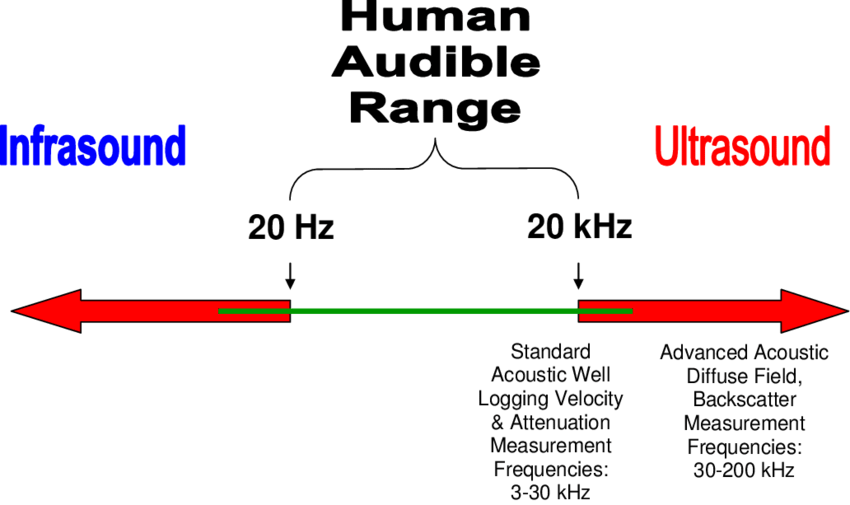 Human
Audible
Range
Infrasound
Ultrasound
20 Hz
20 kHz
Standard
Acoustic Well
Logging Velocity
& Attenuation
Measurement
Frequencies:
3-30 kHz
Advanced Acoustic
Diffuse Field,
Backscatter
Measurement
Frequencies:
30-200 kHz